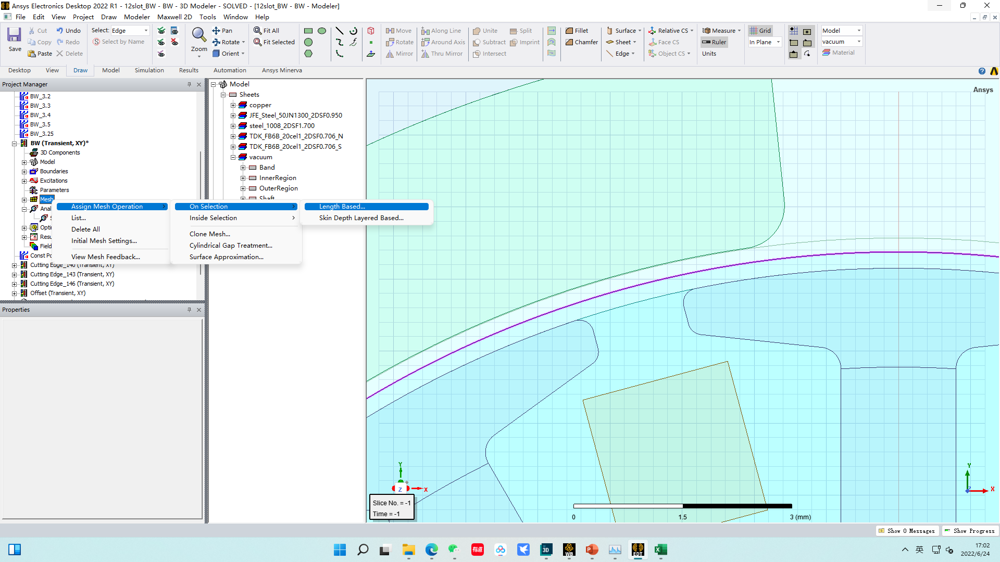 Ansys Electronics Desktop 2022 R1 - 12slot_BW - BW - 3D Modeler - SOLVED - [12slot_BW - BW - Modeler]
File Edit View Project Draw Modeler Maxwell 2D Tools Window Help
Save
Cut
Copy
Paste
Undo
Redo
Delete
Select: Edge
Select by Name
Zoom
Pan
Rotate
Orient
Fit All
Fit Selected
Move
Rotate
Mirror
Along Line
Around Axis
Thru Mirror
Unite
Subtract
Intersect
Split
Imprint
Fillet
Chamfer
Surface
Sheet
Edge
Relative CS
Face CS
Object CS
Measure
Ruler
Units
Grid
In Plane
Model
vacuum
Material
Desktop View Draw Model Simulation Results Automation Ansys Minerva
Project Manager
BW_3.2
BW_3.3
BW_3.4
BW_3.5
BW_3.25
BW (Transient, XY)*
3D Components
Model
Boundaries
Excitations
Parameters
Mesh
Anal
Opti
Resu
Field
Const Po
Cutting Edge_140 (Transient, XY)
Cutting Edge_143 (Transient, XY)
Cutting Edge_146 (Transient, XY)
Offset (Transient, XY)
Assign Mesh Operation
List...
Delete All
Initial Mesh Settings...
View Mesh Feedback...
On Selection
Inside Selection
Clone Mesh...
Cylindrical Gap Treatment...
Surface Approximation...
Length Based...
Skin Depth Layered Based...
Properties
Model
Sheets
copper
JFE_Steel_50JN1300_2DSF0.950
steel_1008_2DSF1.700
TDK_FB6B_20cel1_2DSF0.706_N
TDK_FB6B_20cel1_2DSF0.706_S
vacuum
Band
InnerRegion
OuterRegion
Shaft
Ansys
Y
Z
X
Slice No. = -1
Time = -1
0 1.5 3 (mm)
Y
Z
X
Show 0 Messages
Show Progress
有道
3D
WB
P
EDT
X
英
17:02
2022/6/24